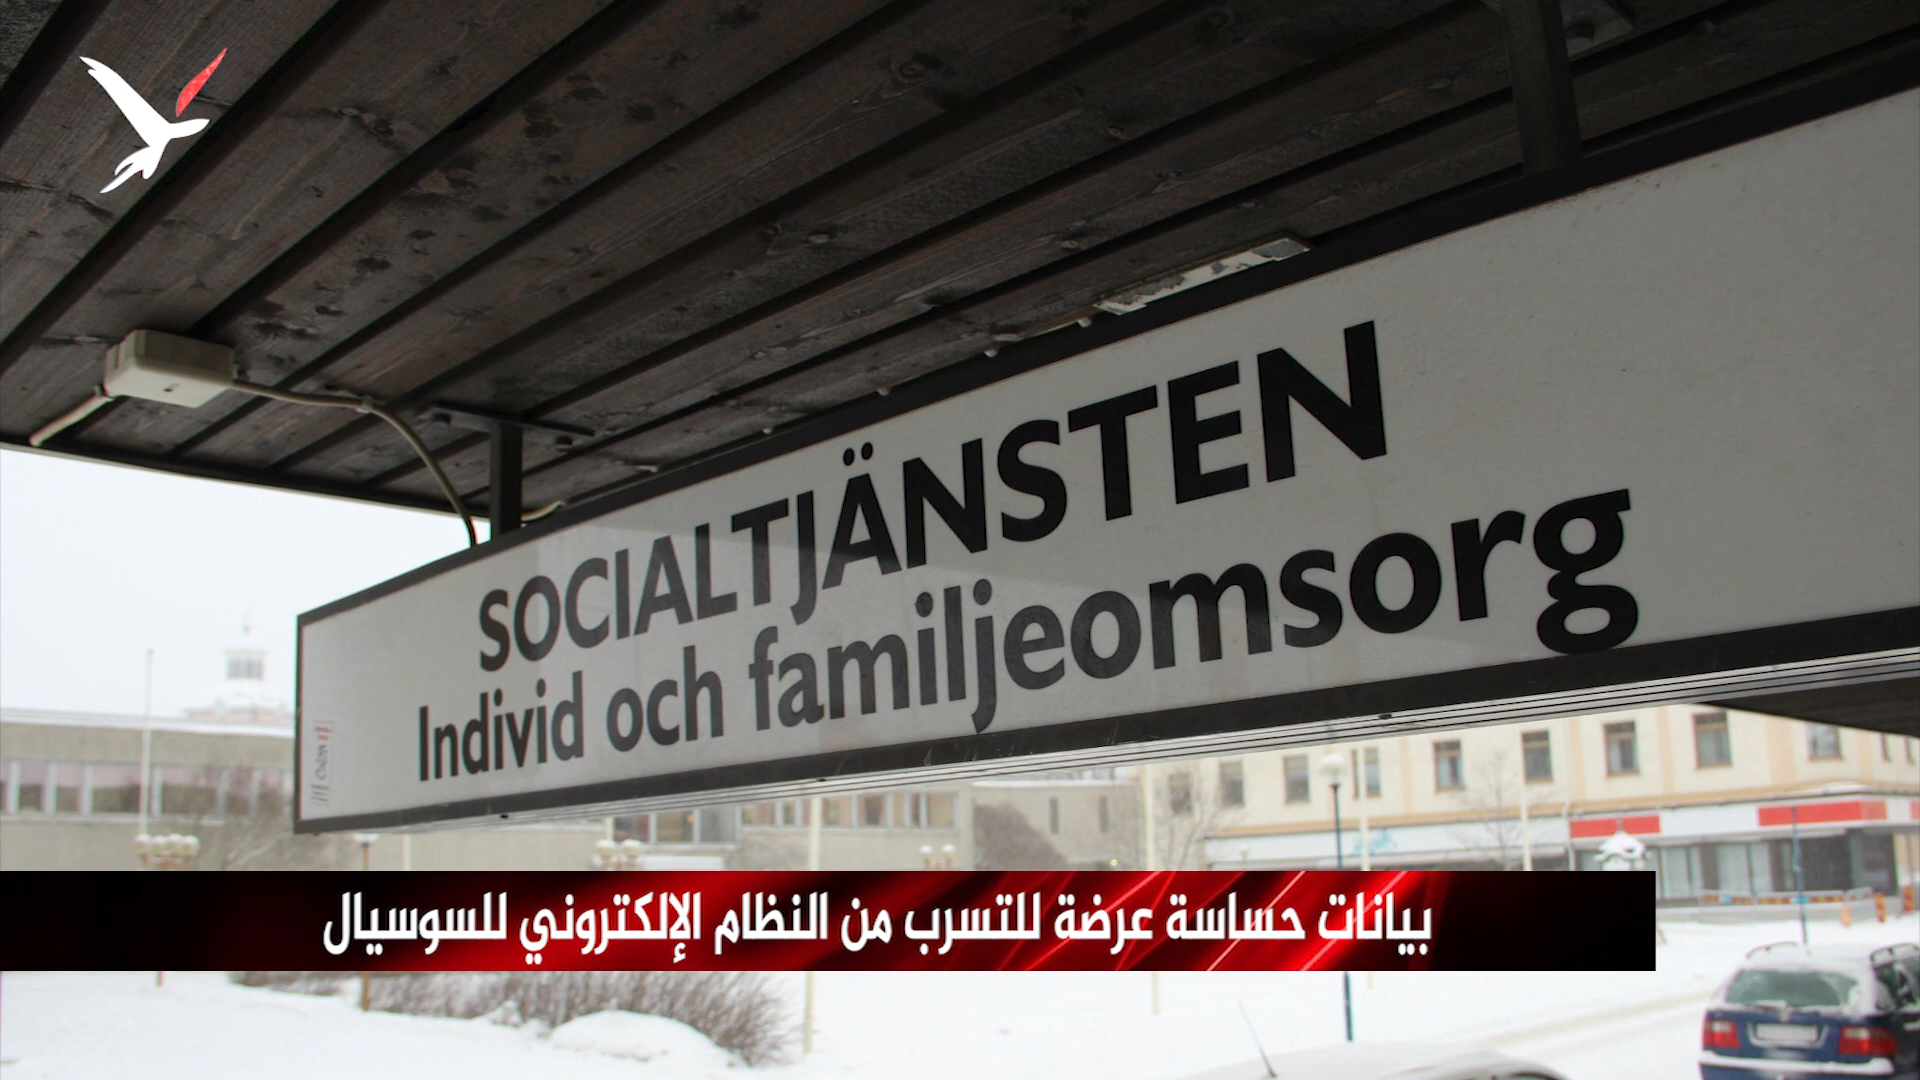 SOCIALTJÄNSTEN
Individ och familjeomsorg
بيانات حساسة عرضة للتسرب من النظام الإلكتروني للسوسيال